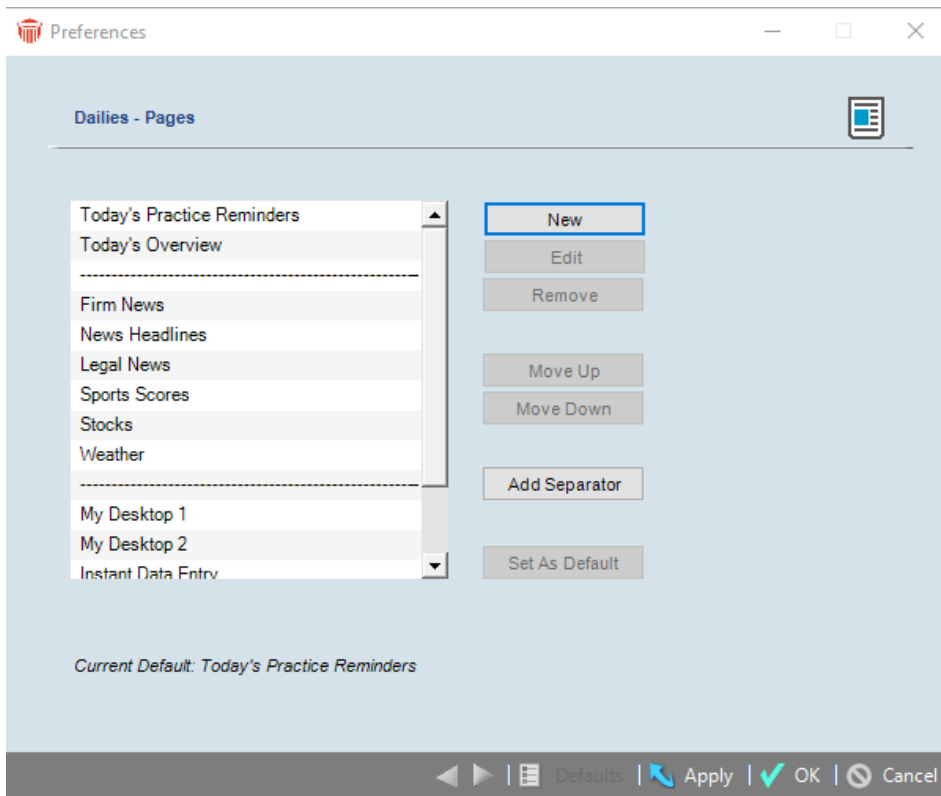 Preferences
Dailies - Pages
Today's Practice Reminders
Today's Overview
------------------------------------------------------
Firm News
News Headlines
Legal News
Sports Scores
Stocks
Weather
------------------------------------------------------
My Desktop 1
My Desktop 2
Instant Data Entry
New
Edit
Remove
Move Up
Move Down
Add Separator
Set As Default
Current Default: Today's Practice Reminders
Defaults Apply OK Cancel